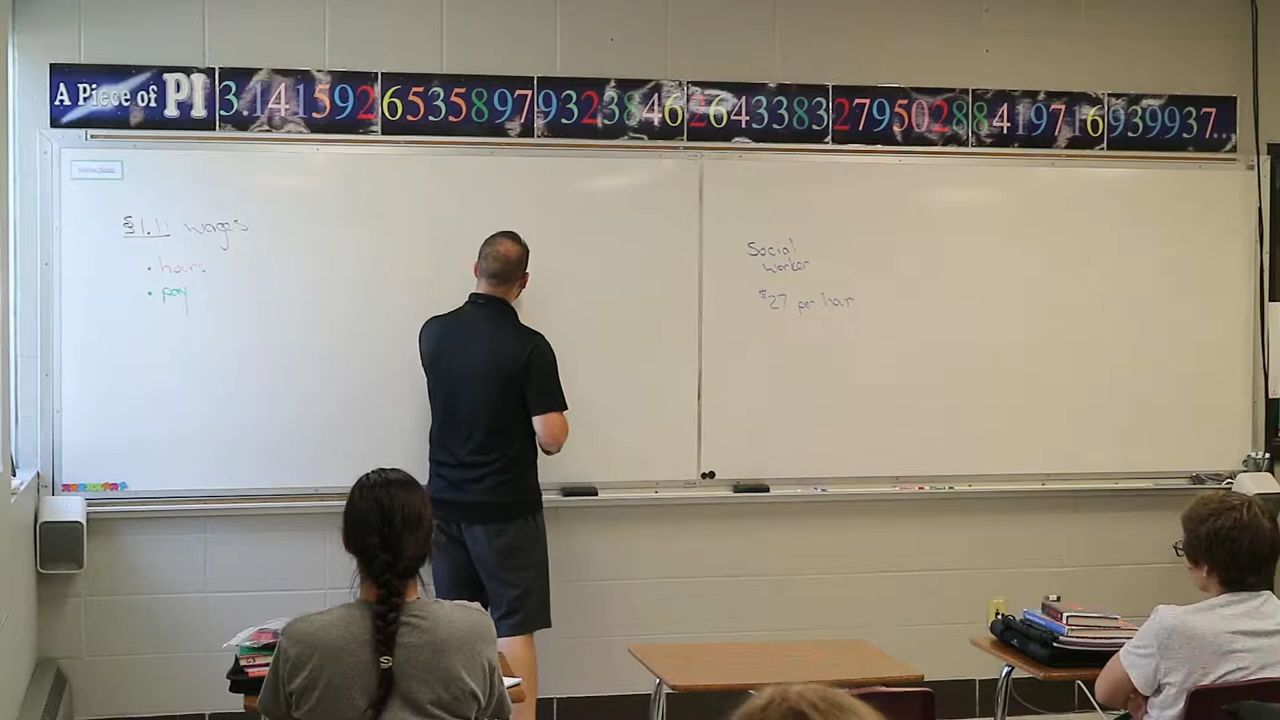 A Piece of PI 3.14159265358979323846264338327950288419716939937...
§1.1: wages
• hours
• pay
Social
worker
$27 per hour